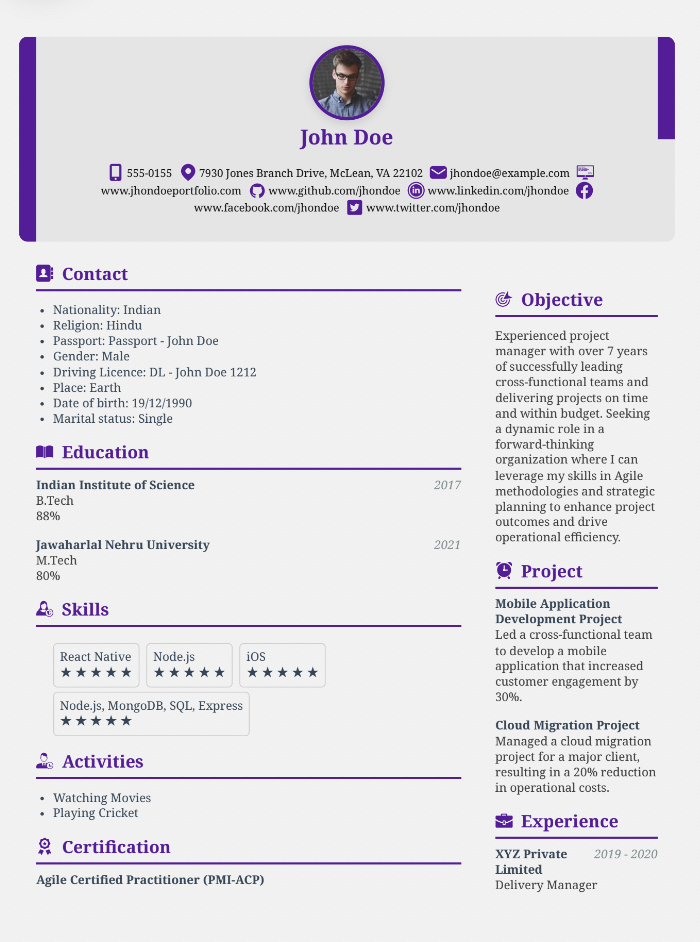 John Doe
555-0155 7930 Jones Branch Drive, McLean, VA 22102 jhondoe@example.com
www.jhondoeportfolio.com www.github.com/jhondoe www.linkedin.com/jhondoe
www.facebook.com/jhondoe www.twitter.com/jhondoe
Contact
• Nationality: Indian
• Religion: Hindu
• Passport: Passport - John Doe
• Gender: Male
• Driving Licence: DL - John Doe 1212
• Place: Earth
• Date of birth: 19/12/1990
• Marital status: Single
Education
Indian Institute of Science 2017
B.Tech
88%
Jawaharlal Nehru University 2021
M.Tech
80%
Skills
React Native Node.js iOS
★★★★★ ★★★★★ ★★★★★
Node.js, MongoDB, SQL, Express
★★★★★
Activities
• Watching Movies
• Playing Cricket
Certification
Agile Certified Practitioner (PMI-ACP)
Objective
Experienced project
manager with over 7 years
of successfully leading
cross-functional teams and
delivering projects on time
and within budget. Seeking
a dynamic role in a
forward-thinking
organization where I can
leverage my skills in Agile
methodologies and strategic
planning to enhance project
outcomes and drive
operational efficiency.
Project
Mobile Application
Development Project
Led a cross-functional team
to develop a mobile
application that increased
customer engagement by
30%.
Cloud Migration Project
Managed a cloud migration
project for a major client,
resulting in a 20% reduction
in operational costs.
Experience
XYZ Private 2019 - 2020
Limited
Delivery Manager